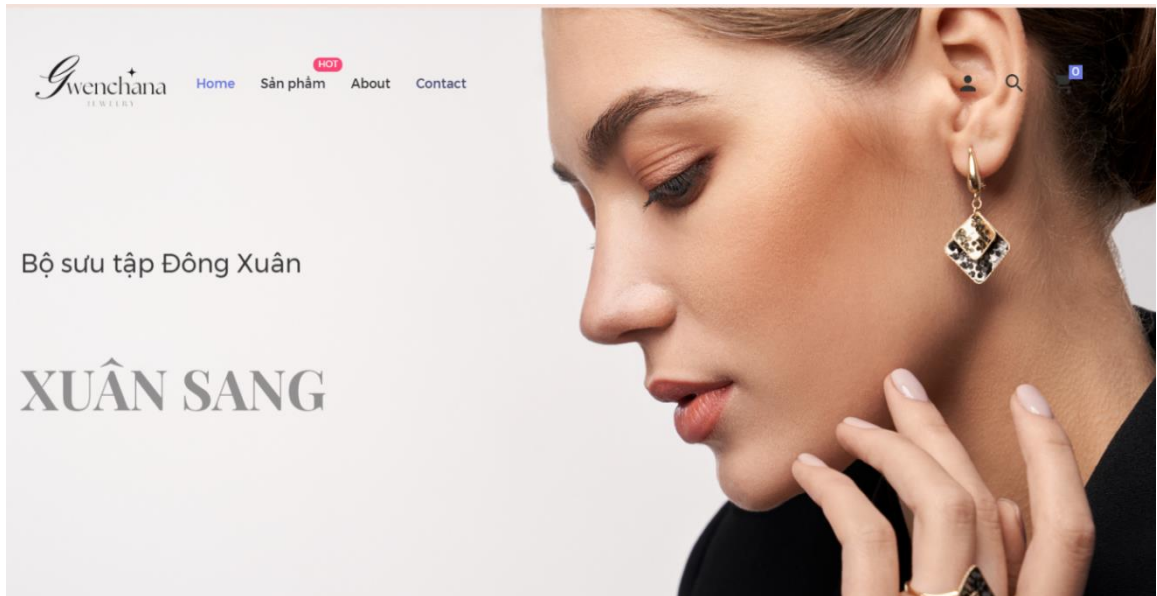 Gwenchana
JEWELRY
Home
Sản phẩm
HOT
About
Contact
0
Bộ sưu tập Đông Xuân
XUÂN SANG